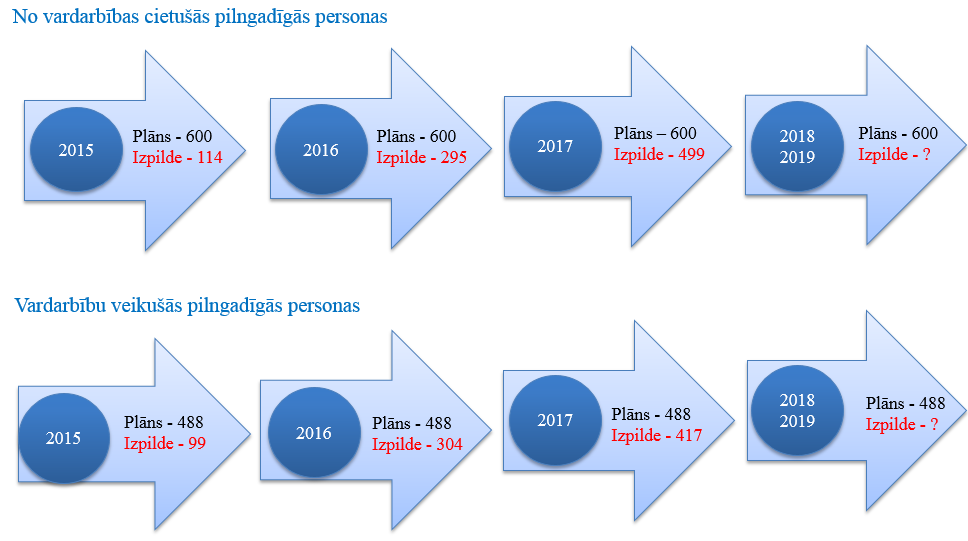 No vardarbības cietušās pilngadīgās personas
2015
Plāns - 600
Izpilde - 114
2016
Plāns - 600
Izpilde - 295
2017
Plāns – 600
Izpilde - 499
2018
2019
Plāns - 600
Izpilde - ?
Vardarbību veikušās pilngadīgās personas
2015
Plāns - 488
Izpilde - 99
2016
Plāns - 488
Izpilde - 304
2017
Plāns - 488
Izpilde - 417
2018
2019
Plāns - 488
Izpilde - ?